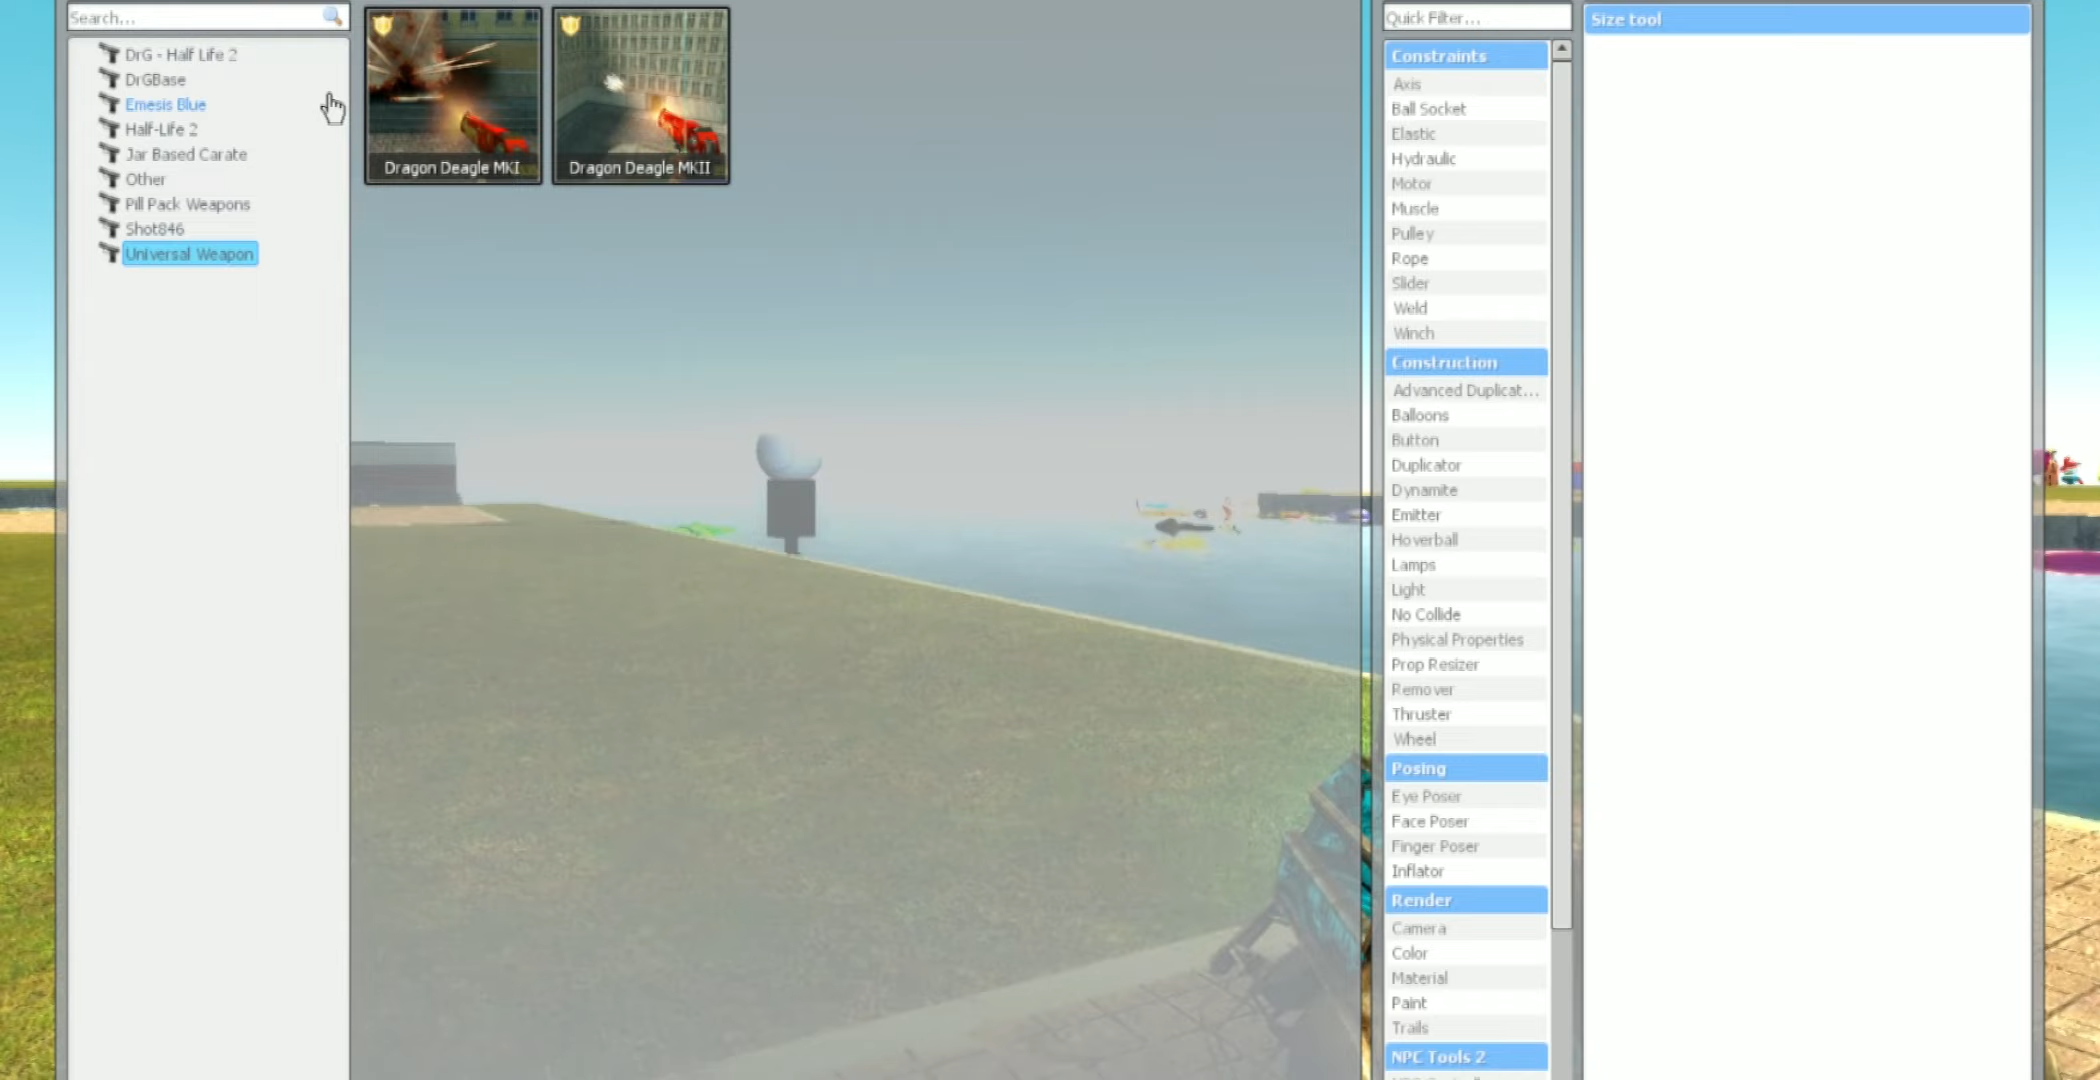 Search...
DrG - Half Life 2
DrGBase
Emesis Blue
Half-Life 2
Jar Based Carate
Other
Pill Pack Weapons
Shot846
Universal Weapon
Dragon Deagle MKI
Dragon Deagle MKII
Quick Filter...
Constraints
Axis
Ball Socket
Elastic
Hydraulic
Motor
Muscle
Pulley
Rope
Slider
Weld
Winch
Construction
Advanced Duplicat...
Balloons
Button
Duplicator
Dynamite
Emitter
Hoverball
Lamps
Light
No Collide
Physical Properties
Prop Resizer
Remover
Thruster
Wheel
Posing
Eye Poser
Face Poser
Finger Poser
Inflator
Render
Camera
Color
Material
Paint
Trails
NPC Tools 2
Size tool